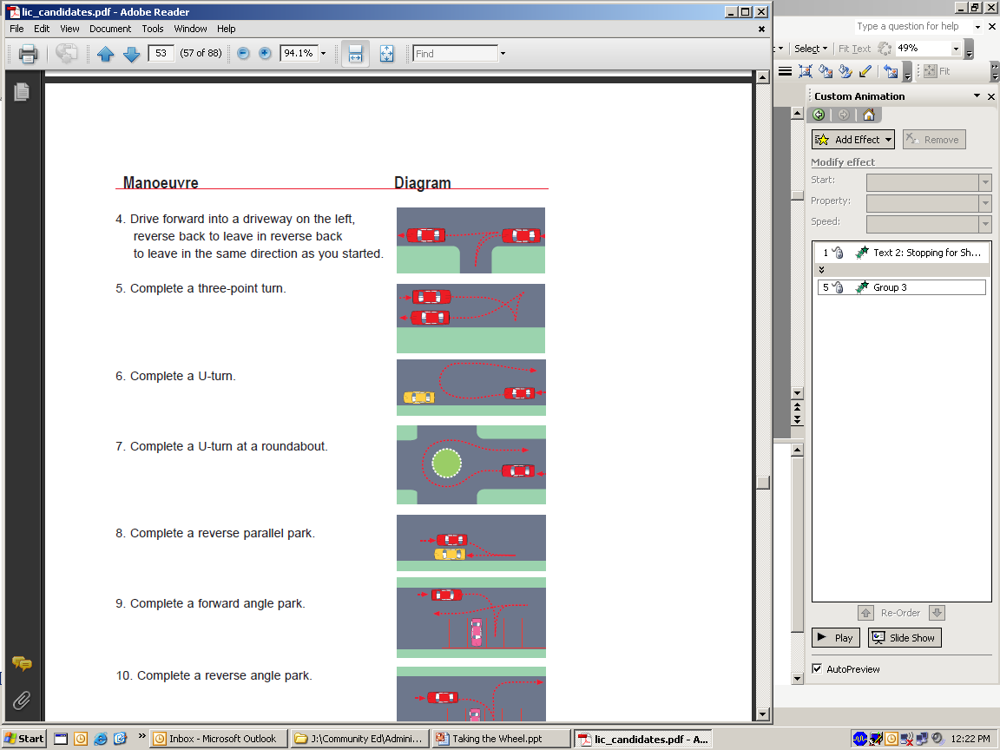 lic_candidates.pdf - Adobe Reader
File Edit View Document Tools Window Help
53 (57 of 88) 94.1% Find
Manoeuvre Diagram
4. Drive forward into a driveway on the left,
reverse back to leave in reverse back
to leave in the same direction as you started.
5. Complete a three-point turn.
6. Complete a U-turn.
7. Complete a U-turn at a roundabout.
8. Complete a reverse parallel park.
9. Complete a forward angle park.
10. Complete a reverse angle park.
Type a question for help
Select Fit Text 49%
Fit
Custom Animation
Add Effect Remove
Modify effect
Start:
Property:
Speed:
1 Text 2: Stopping for Sh...
5 Group 3
Re-Order
Play Slide Show
AutoPreview
Start Inbox - Microsoft Outlook J:\Community Ed\Admini... Taking the Wheel.ppt lic_candidates.pdf - A... 12:22 PM